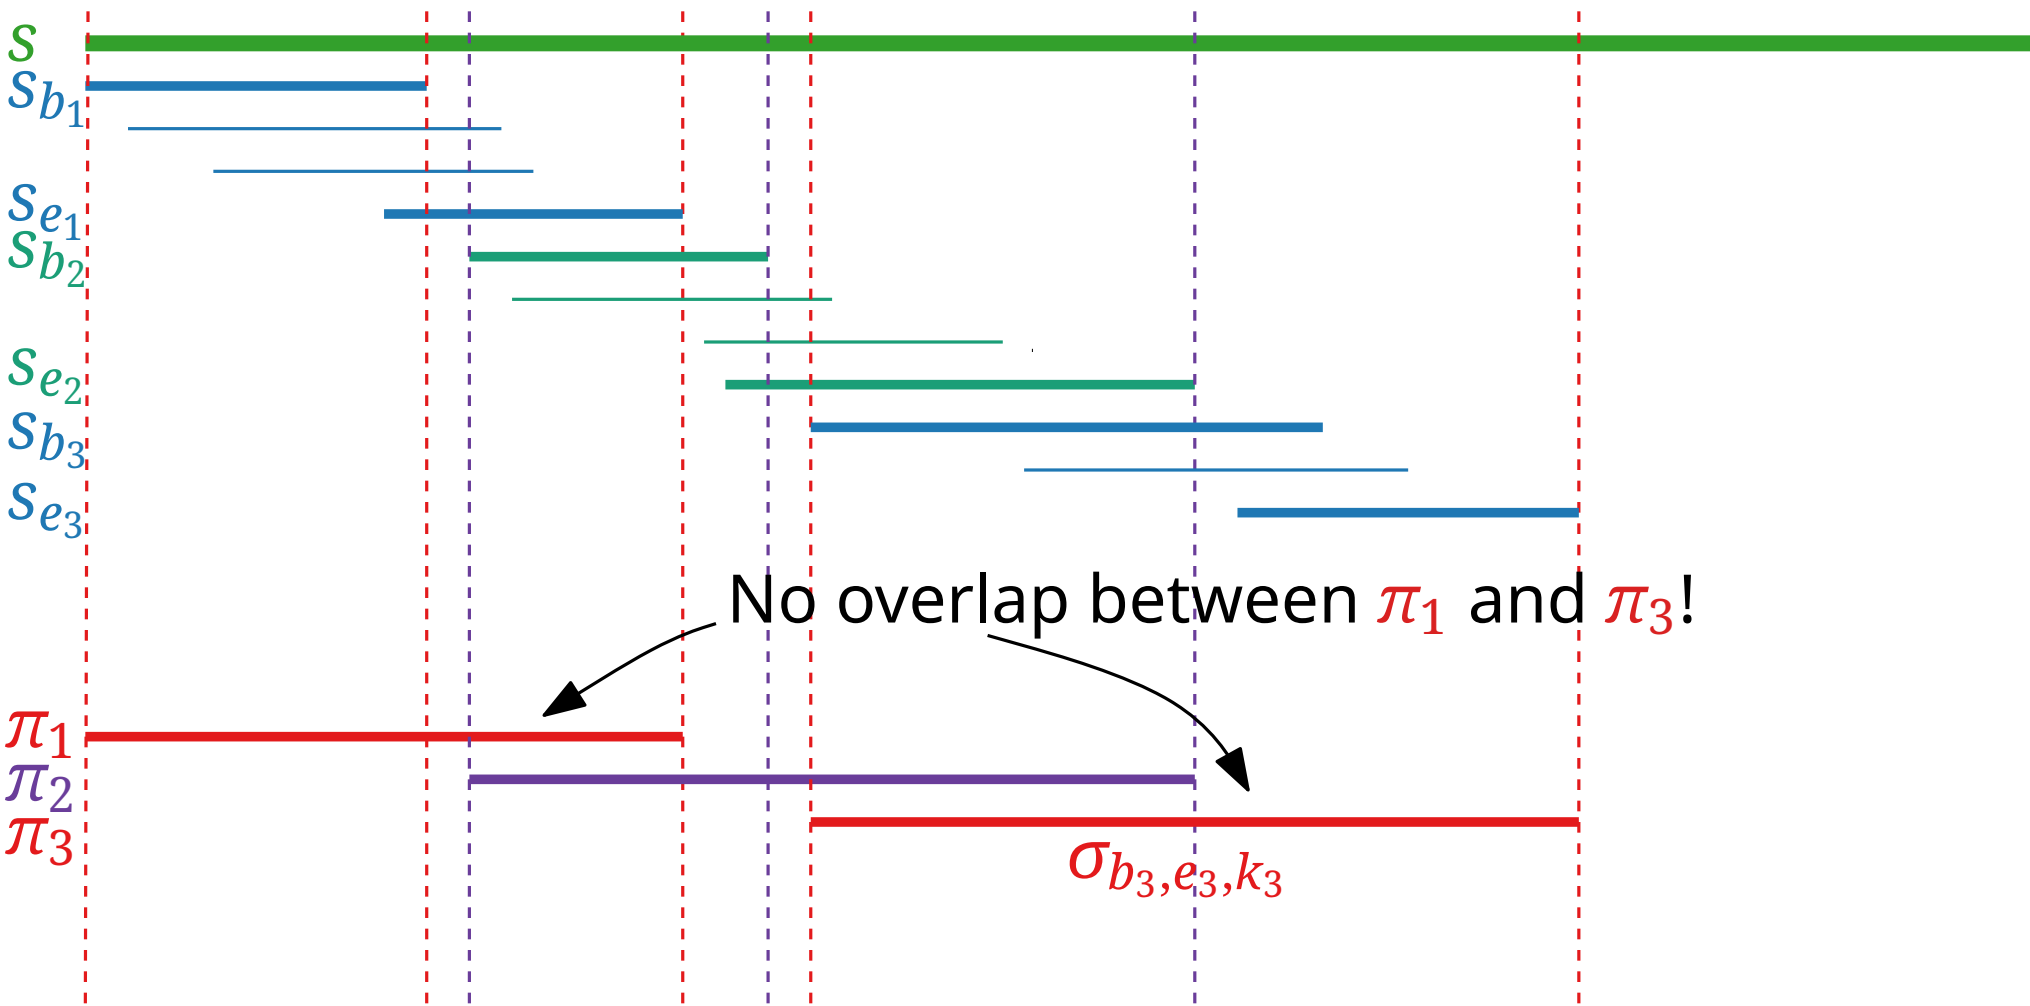 s
s_{b_1}
s_{e_1}
s_{b_2}
s_{e_2}
s_{b_3}
s_{e_3}
No overlap between π_1 and π_3!
π_1
π_2
π_3
σ_{b_3,e_3,k_3}